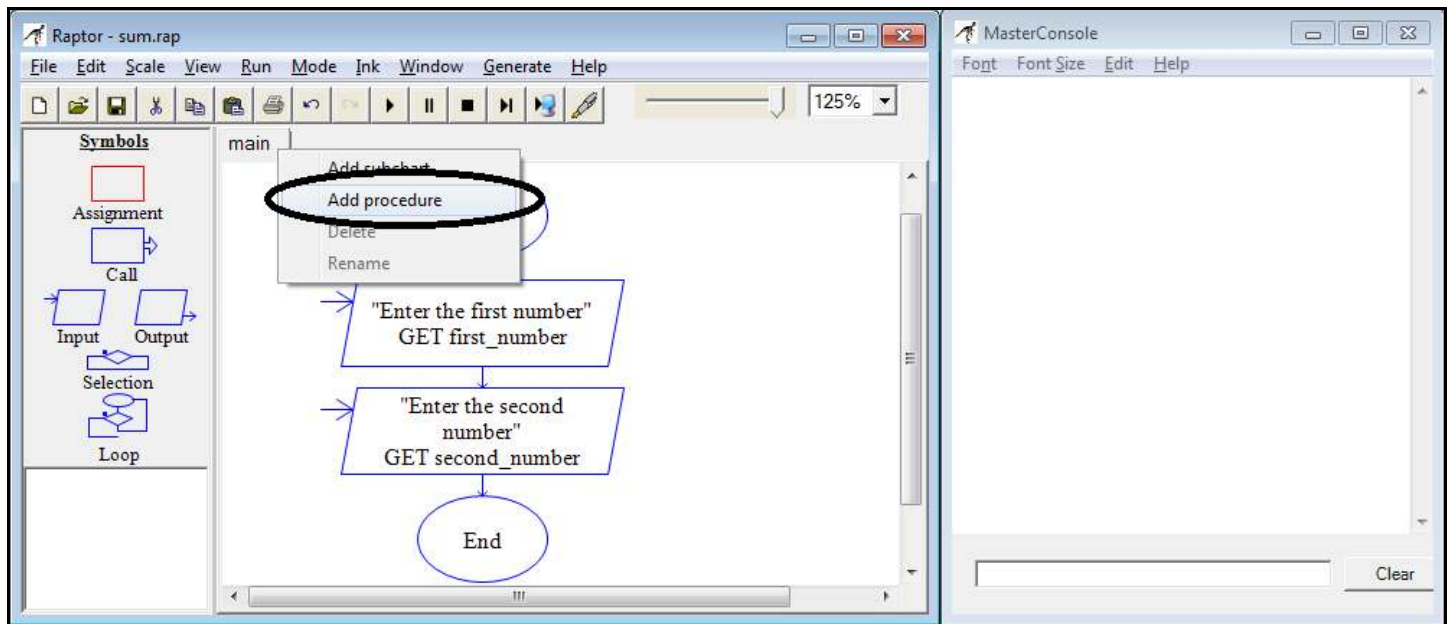 Raptor - sum.rap
File Edit Scale View Run Mode Ink Window Generate Help
125%
Symbols
Assignment
Call
Input Output
Selection
Loop
main
Add subchart
Add procedure
Delete
Rename
"Enter the first number"
GET first_number
"Enter the second
number"
GET second_number
End
MasterConsole
Font Font Size Edit Help
Clear